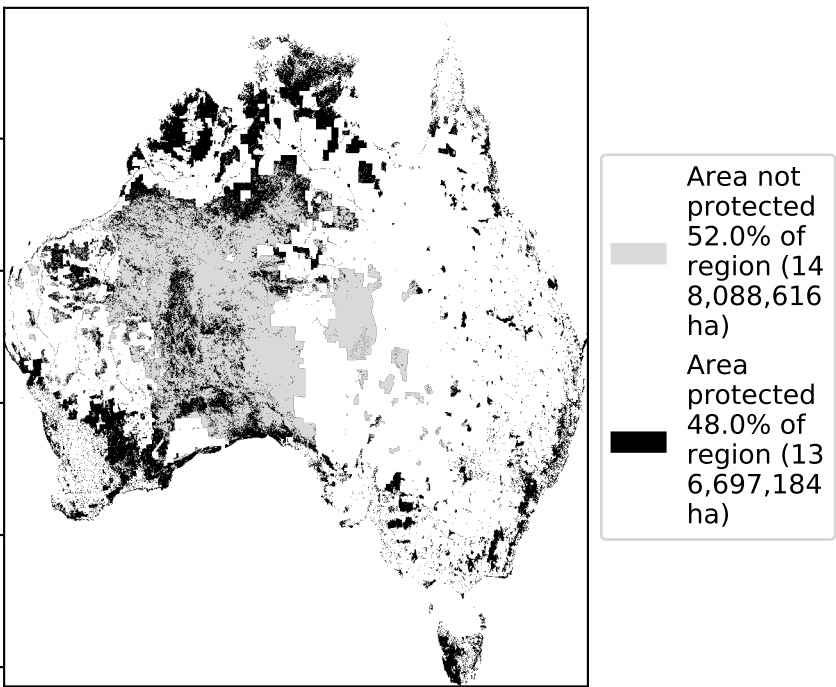 Area not
protected
52.0% of
region (14
8,088,616
ha)
Area
protected
48.0% of
region (13
6,697,184
ha)